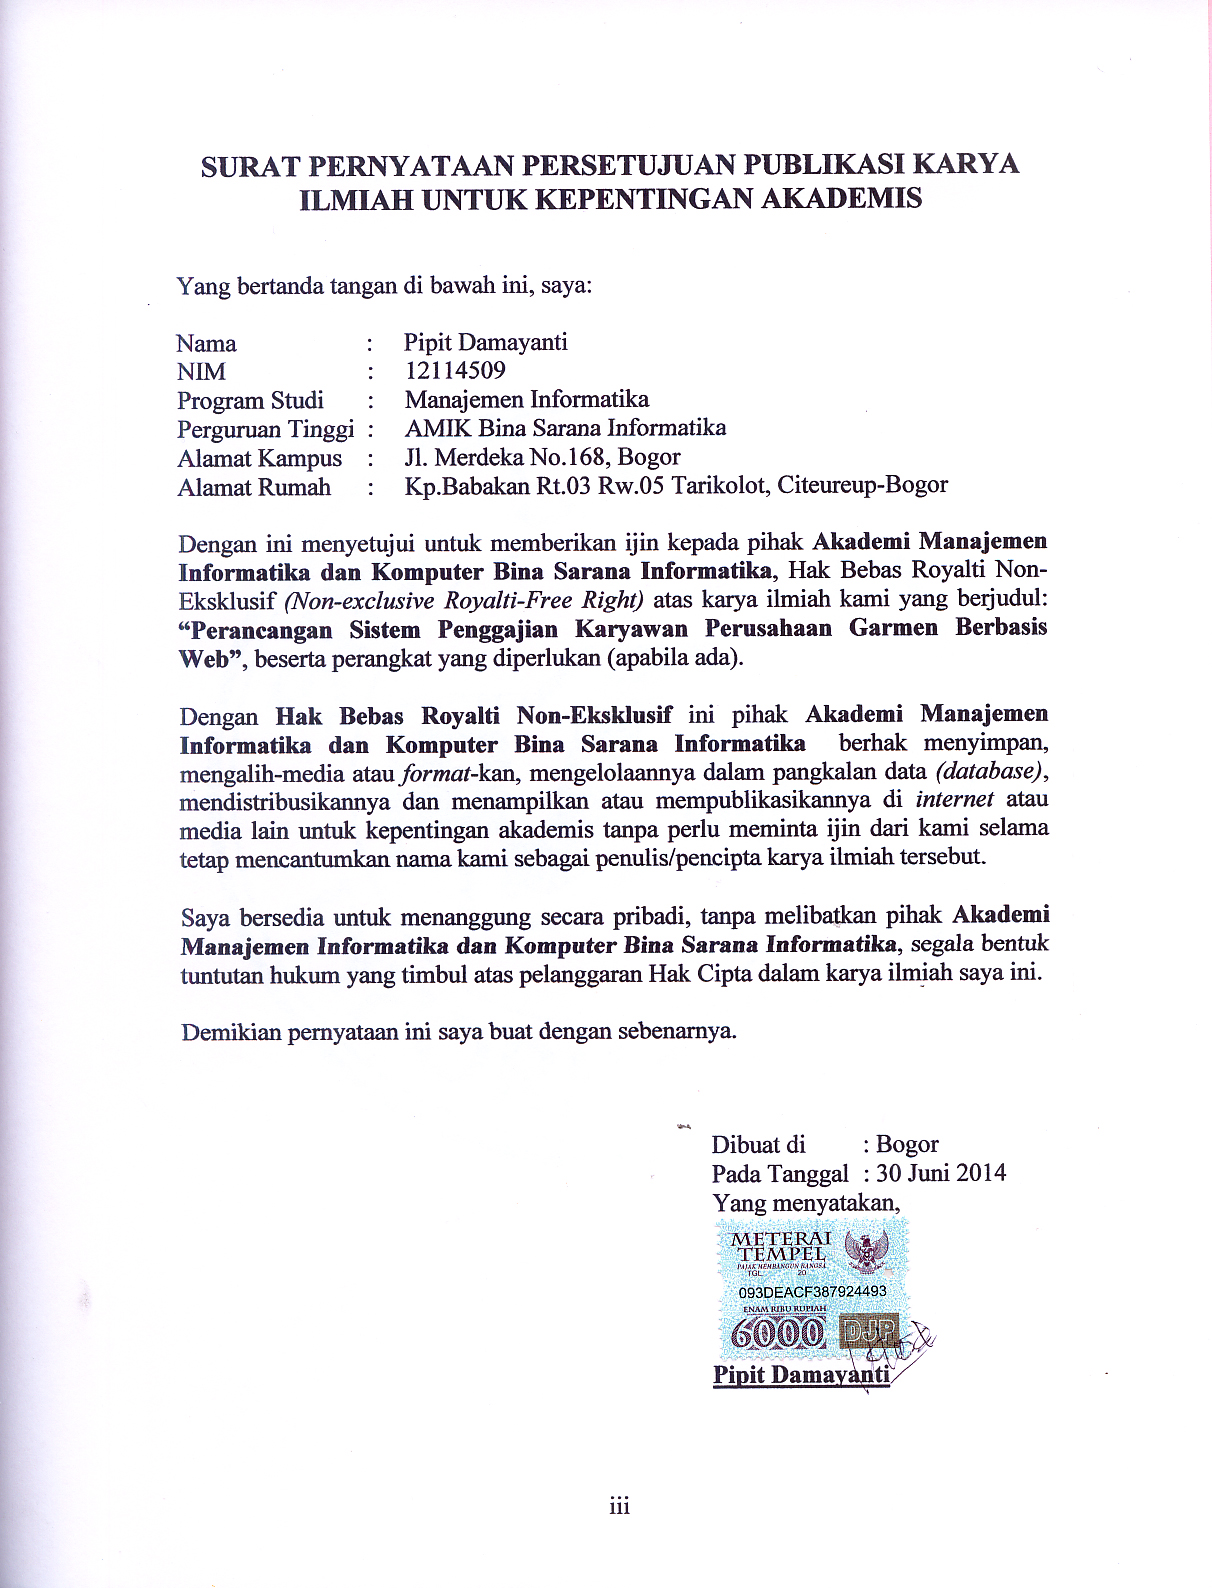 SURAT PERNYATAAN PERSETUJUAN PUBLIKASI KARYA
ILMIAH UNTUK KEPENTINGAN AKADEMIS
Yang bertanda tangan di bawah ini, saya:
Nama : Pipit Damayanti
NIM : 12114509
Program Studi : Manajemen Informatika
Perguruan Tinggi : AMIK Bina Sarana Informatika
Alamat Kampus : Jl. Merdeka No.168, Bogor
Alamat Rumah : Kp.Babakan Rt.03 Rw.05 Tarikolot, Citeureup-Bogor
Dengan ini menyetujui untuk memberikan ijin kepada pihak Akademi Manajemen
Informatika dan Komputer Bina Sarana Informatika, Hak Bebas Royalti Non-
Eksklusif (Non-exclusive Royalti-Free Right) atas karya ilmiah kami yang berjudul:
“Perancangan Sistem Penggajian Karyawan Perusahaan Garmen Berbasis
Web”, beserta perangkat yang diperlukan (apabila ada).
Dengan Hak Bebas Royalti Non-Eksklusif ini pihak Akademi Manajemen
Informatika dan Komputer Bina Sarana Informatika berhak menyimpan,
mengalih-media atau format-kan, mengelolaannya dalam pangkalan data (database),
mendistribusikannya dan menampilkan atau mempublikasikannya di internet atau
media lain untuk kepentingan akademis tanpa perlu meminta ijin dari kami selama
tetap mencantumkan nama kami sebagai penulis/pencipta karya ilmiah tersebut.
Saya bersedia untuk menanggung secara pribadi, tanpa melibatkan pihak Akademi
Manajemen Informatika dan Komputer Bina Sarana Informatika, segala bentuk
tuntutan hukum yang timbul atas pelanggaran Hak Cipta dalam karya ilmiah saya ini.
Demikian pernyataan ini saya buat dengan sebenarnya.
Dibuat di : Bogor
Pada Tanggal : 30 Juni 2014
Yang menyatakan,
METERAI
TEMPEL
PAJAK MEMBANGUN BANGSA
TGL. 20
093DEACF387924493
ENAM RIBU RUPIAH
6000 DJP
Pipit Damayanti
iii